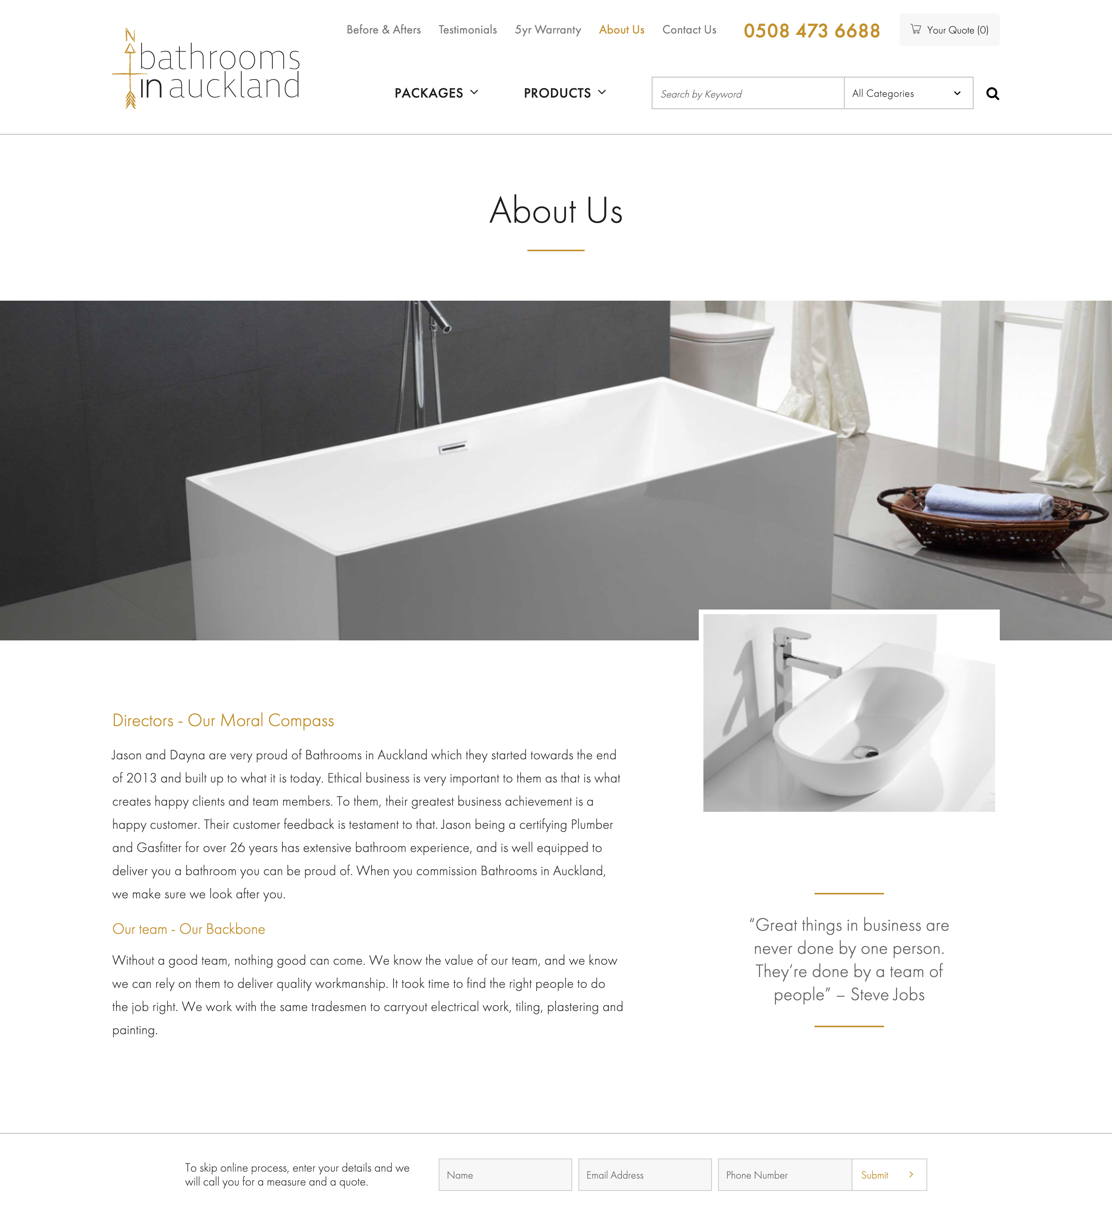 N
bathrooms
in auckland
Before & Afters
Testimonials
5yr Warranty
About Us
Contact Us
0508 473 6688
Your Quote (0)
PACKAGES
PRODUCTS
Search by Keyword
All Categories
About Us
Directors - Our Moral Compass
Jason and Dayna are very proud of Bathrooms in Auckland which they started towards the end
of 2013 and built up to what it is today. Ethical business is very important to them as that is what
creates happy clients and team members. To them, their greatest business achievement is a
happy customer. Their customer feedback is testament to that. Jason being a certifying Plumber
and Gasfitter for over 26 years has extensive bathroom experience, and is well equipped to
deliver you a bathroom you can be proud of. When you commission Bathrooms in Auckland,
we make sure we look after you.
Our team - Our Backbone
Without a good team, nothing good can come. We know the value of our team, and we know
we can rely on them to deliver quality workmanship. It took time to find the right people to do
the job right. We work with the same tradesmen to carryout electrical work, tiling, plastering and
painting.
“Great things in business are
never done by one person.
They’re done by a team of
people” – Steve Jobs
To skip online process, enter your details and we
will call you for a measure and a quote.
Name
Email Address
Phone Number
Submit